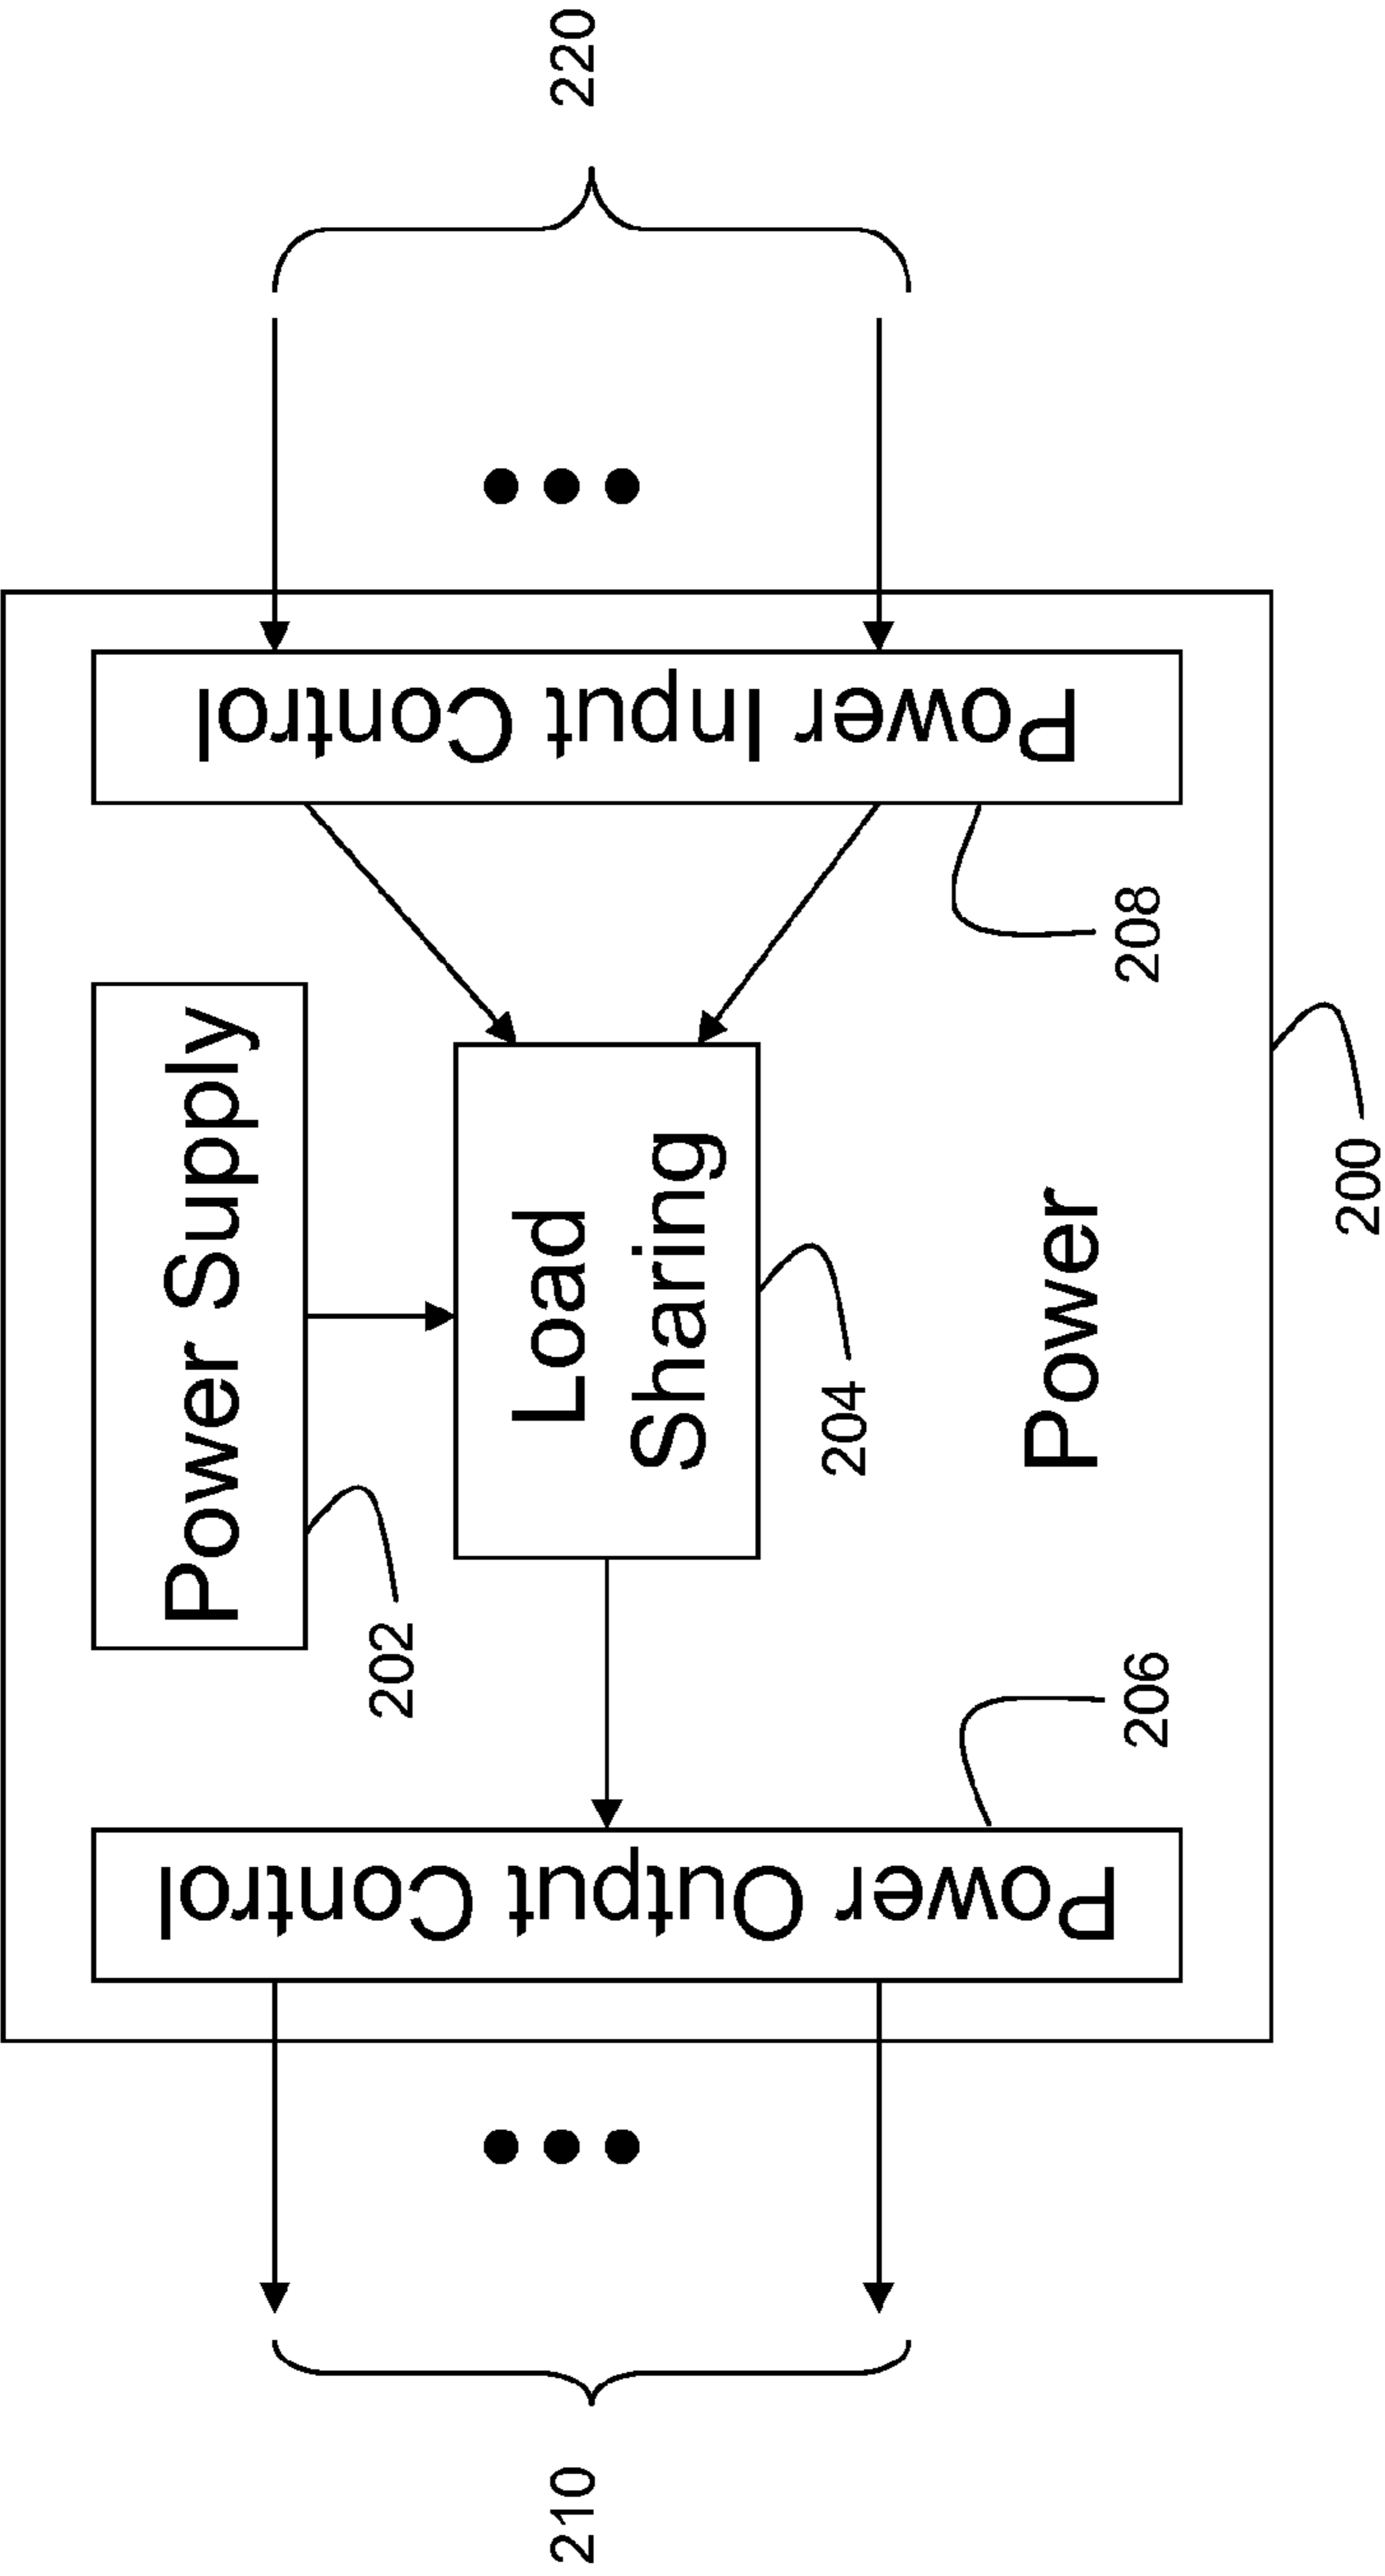 Power Supply
202
Load
Sharing
204
Power Output Control
206
Power Input Control
208
Power
200
210
220